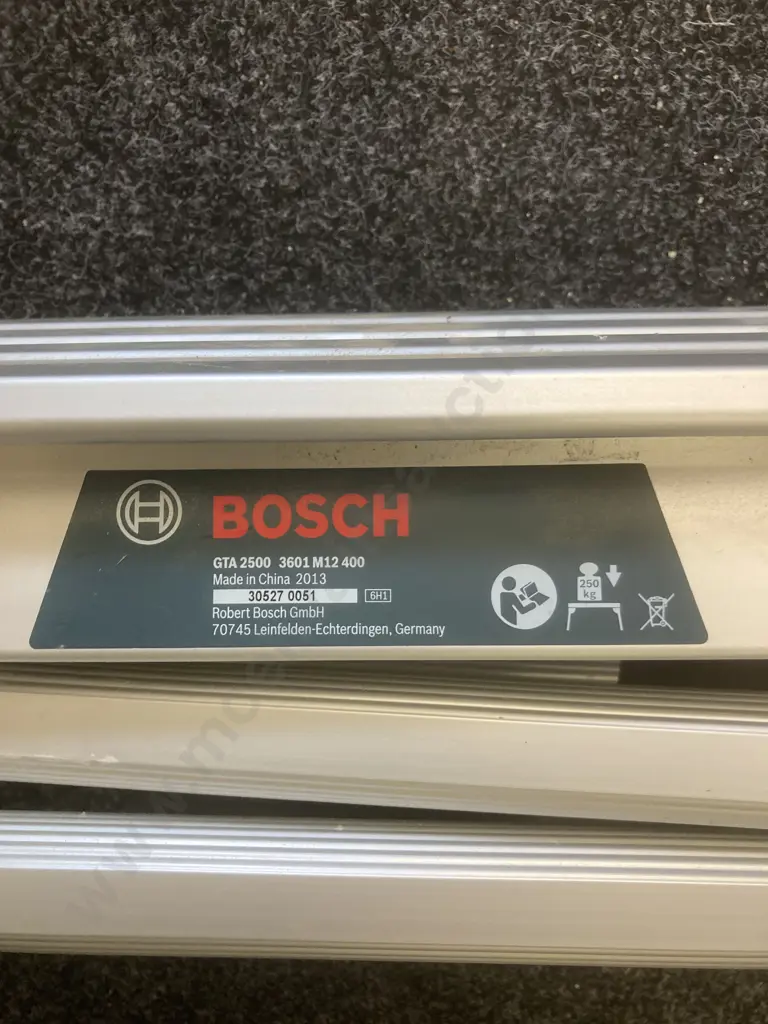 BOSCH
GTA 2500 3601 M12 400
Made in China 2013
30527 0051 6H1
Robert Bosch GmbH
70745 Leinfelden-Echterdingen, Germany
250
kg